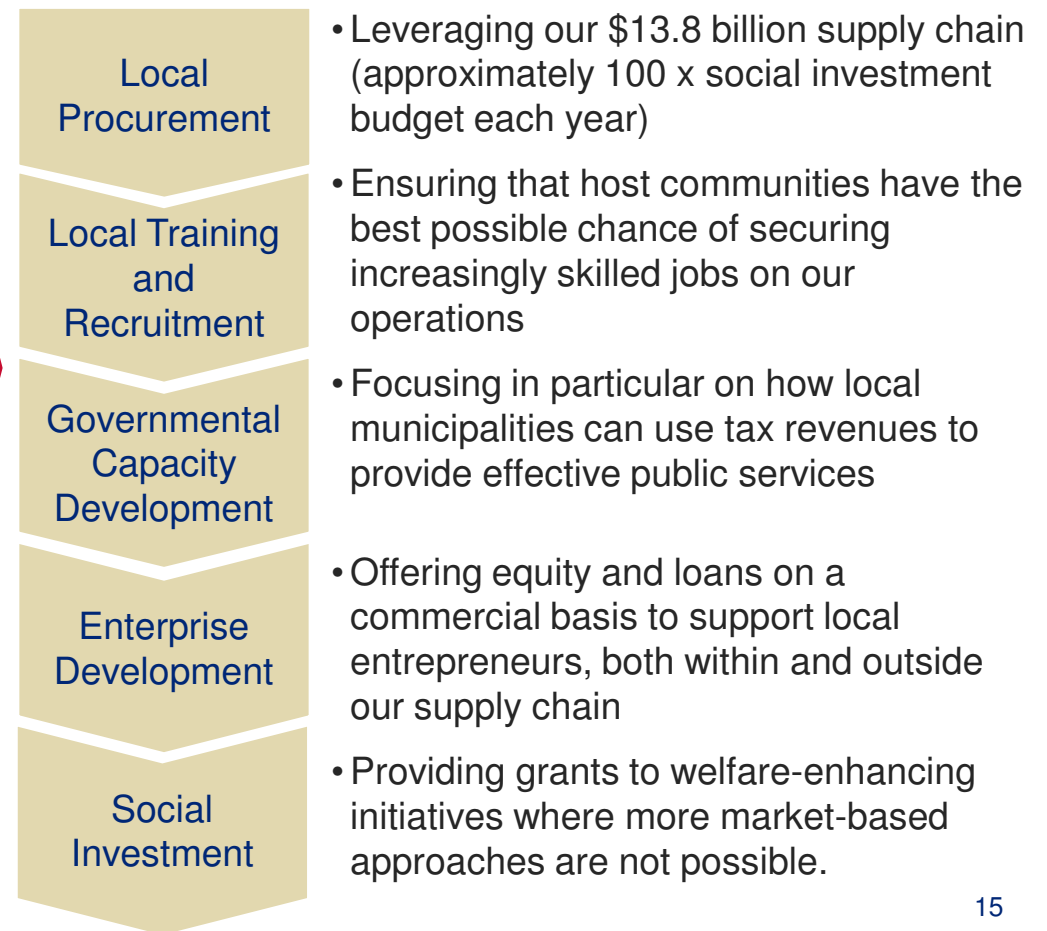 Local
Procurement
• Leveraging our $13.8 billion supply chain
(approximately 100 x social investment
budget each year)
Local Training
and
Recruitment
• Ensuring that host communities have the
best possible chance of securing
increasingly skilled jobs on our
operations
Governmental
Capacity
Development
• Focusing in particular on how local
municipalities can use tax revenues to
provide effective public services
Enterprise
Development
• Offering equity and loans on a
commercial basis to support local
entrepreneurs, both within and outside
our supply chain
Social
Investment
• Providing grants to welfare-enhancing
initiatives where more market-based
approaches are not possible.
15